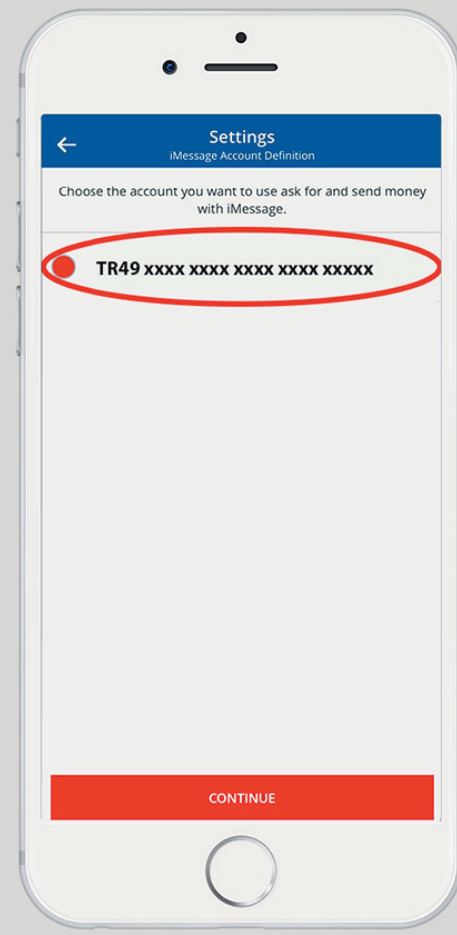 Settings
iMessage Account Definition
Choose the account you want to use ask for and send money
with iMessage.
TR49 xxxx xxxx xxxx xxxx xxxxx
CONTINUE